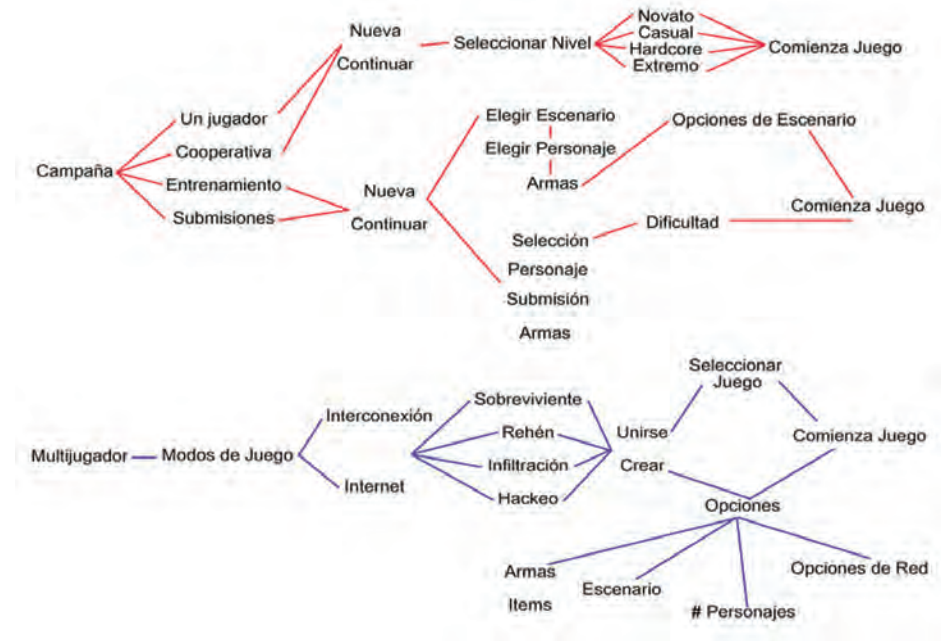 Novato
Nueva
Casual
Seleccionar Nivel
Hardcore
Comienza Juego
Continuar
Extremo
Un jugador
Elegir Escenario
Opciones de Escenario
Cooperativa
Elegir Personaje
Campaña
Entrenamiento
Nueva
Armas
Submisiones
Continuar
Comienza Juego
Dificultad
Selección
Personaje
Submisión
Armas
Seleccionar
Juego
Sobreviviente
Interconexión
Rehén
Unirse
Comienza Juego
Multijugador
Modos de Juego
Infiltración
Crear
Internet
Hackeo
Opciones
Armas
Opciones de Red
Escenario
Items
# Personajes